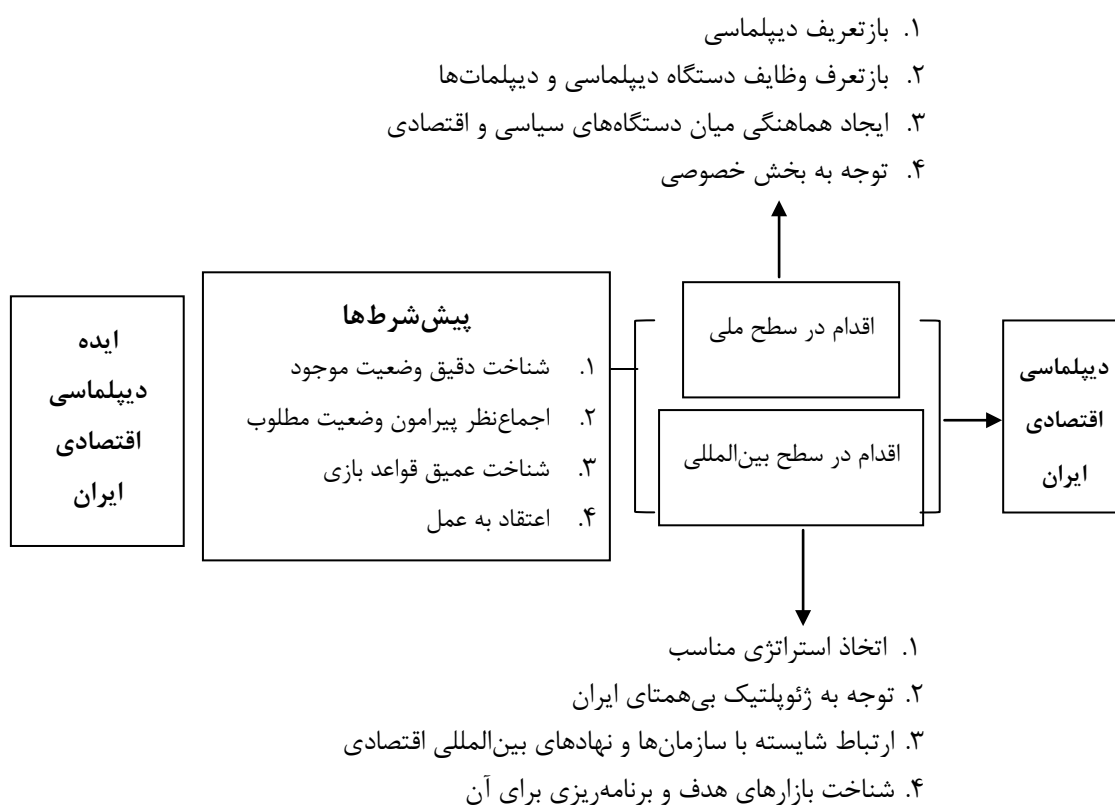 ۱. بازتعریف دیپلماسی
۲. بازتعرف وظایف دستگاه دیپلماسی و دیپلمات‌ها
۳. ایجاد هماهنگی میان دستگاه‌های سیاسی و اقتصادی
۴. توجه به بخش خصوصی
ایده
دیپلماسی
اقتصادی
ایران
پیش‌شرط‌ها
۱. شناخت دقیق وضعیت موجود
۲. اجماع‌نظر پیرامون وضعیت مطلوب
۳. شناخت عمیق قواعد بازی
۴. اعتقاد به عمل
اقدام در سطح ملی
اقدام در سطح بین‌المللی
دیپلماسی
اقتصادی
ایران
۱. اتخاذ استراتژی مناسب
۲. توجه به ژئوپلتیک بی‌همتای ایران
۳. ارتباط شایسته با سازمان‌ها و نهادهای بین‌المللی اقتصادی
۴. شناخت بازارهای هدف و برنامه‌ریزی برای آن